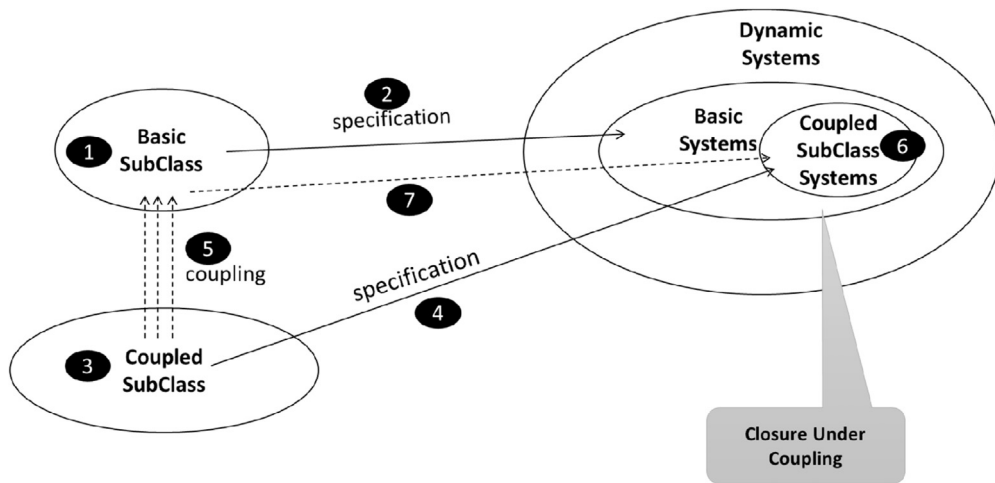 Dynamic
Systems
2
specification
1
Basic
SubClass
Basic
Systems
Coupled
SubClass
Systems
6
7
5
coupling
specification
4
3
Coupled
SubClass
Closure Under
Coupling